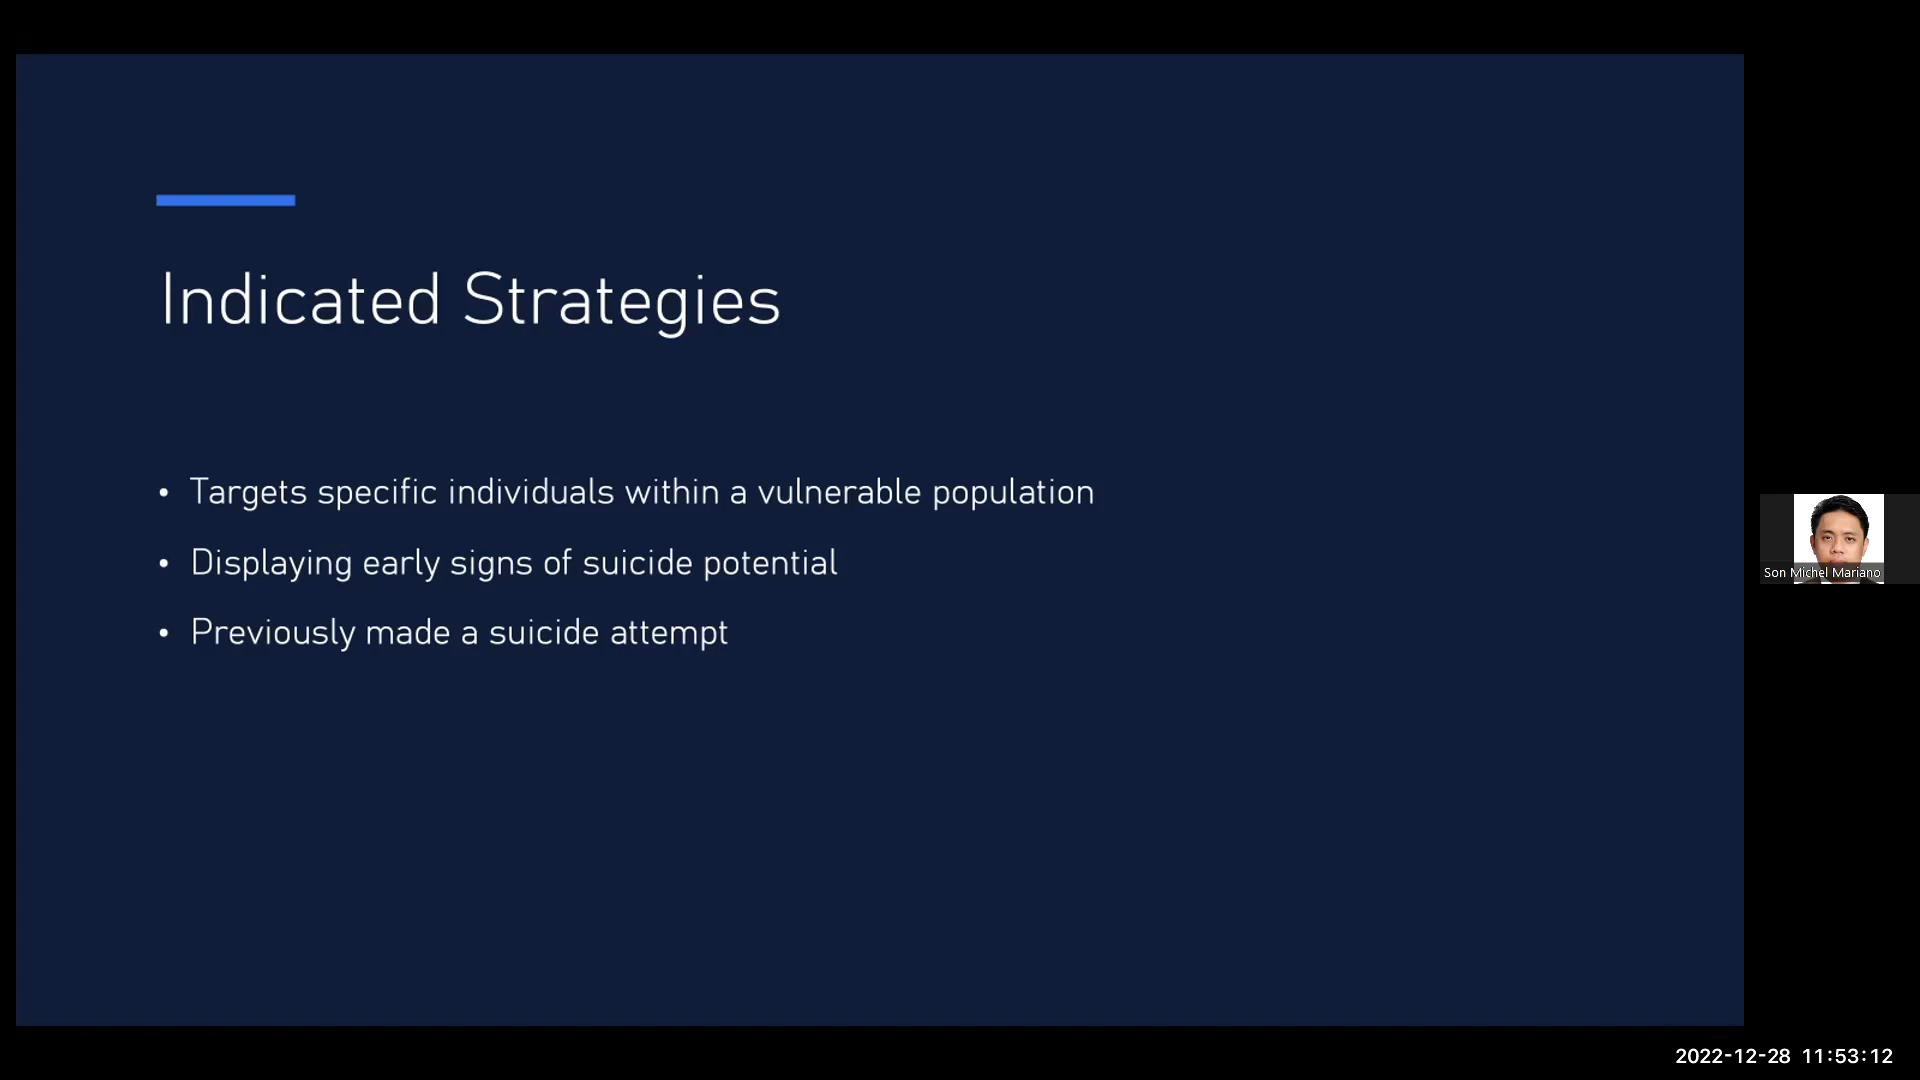 Indicated Strategies
• Targets specific individuals within a vulnerable population
• Displaying early signs of suicide potential
• Previously made a suicide attempt
Son Michel Mariano
2022-12-28 11:53:12